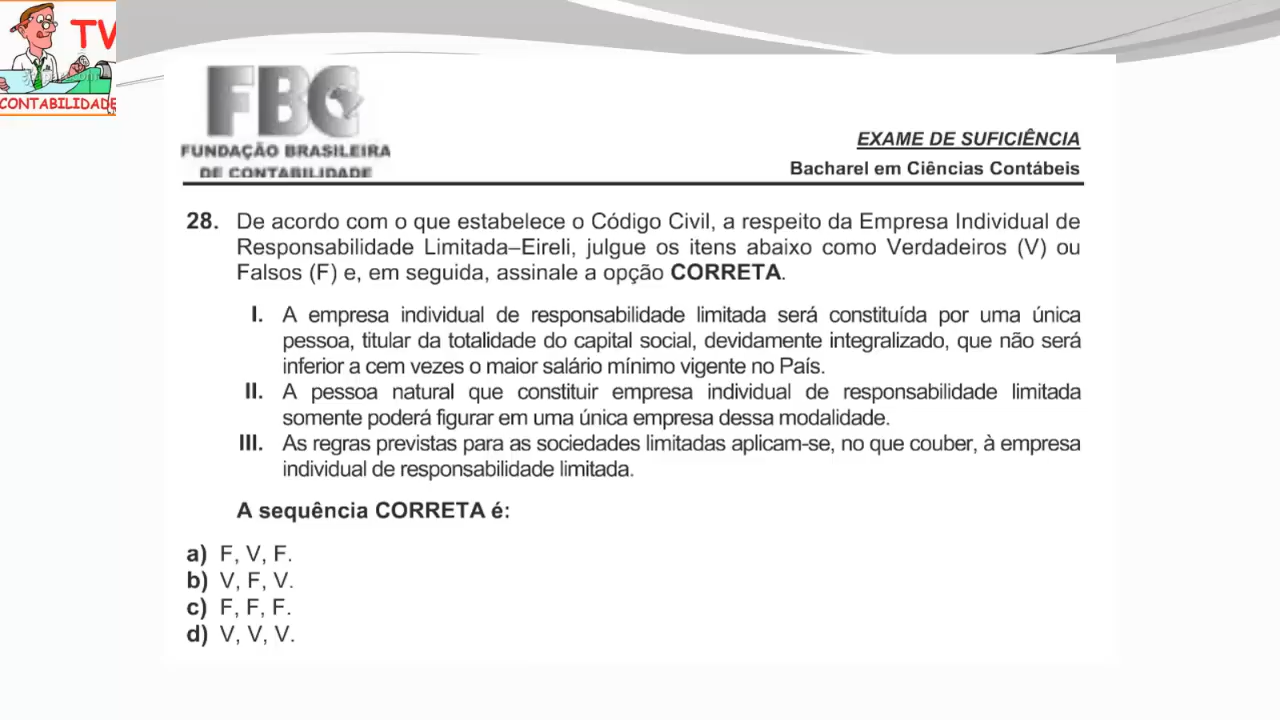 TV
CONTABILIDADE
FBC
FUNDAÇÃO BRASILEIRA
DE CONTABILIDADE
EXAME DE SUFICIÊNCIA
Bacharel em Ciências Contábeis
28. De acordo com o que estabelece o Código Civil, a respeito da Empresa Individual de
Responsabilidade Limitada–Eireli, julgue os itens abaixo como Verdadeiros (V) ou
Falsos (F) e, em seguida, assinale a opção CORRETA.
I. A empresa individual de responsabilidade limitada será constituída por uma única
pessoa, titular da totalidade do capital social, devidamente integralizado, que não será
inferior a cem vezes o maior salário mínimo vigente no País.
II. A pessoa natural que constituir empresa individual de responsabilidade limitada
somente poderá figurar em uma única empresa dessa modalidade.
III. As regras previstas para as sociedades limitadas aplicam-se, no que couber, à empresa
individual de responsabilidade limitada.
A sequência CORRETA é:
a) F, V, F.
b) V, F, V.
c) F, F, F.
d) V, V, V.